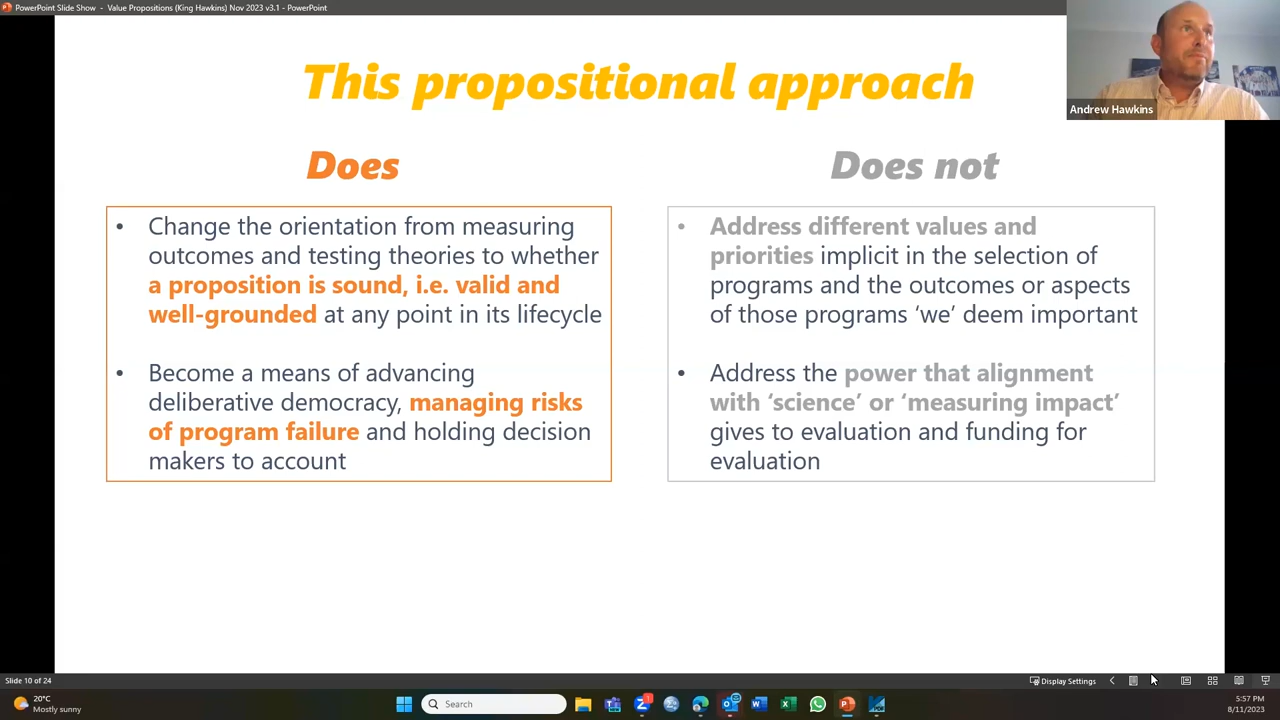 PowerPoint Slide Show - Value Propositions (King Hawkins) Nov 2023 v3.1 - PowerPoint
This propositional approach
Andrew Hawkins
Does
• Change the orientation from measuring
outcomes and testing theories to whether
a proposition is sound, i.e. valid and
well-grounded at any point in its lifecycle
• Become a means of advancing
deliberative democracy, managing risks
of program failure and holding decision
makers to account
Does not
• Address different values and
priorities implicit in the selection of
programs and the outcomes or aspects
of those programs ‘we’ deem important
• Address the power that alignment
with ‘science’ or ‘measuring impact’
gives to evaluation and funding for
evaluation
Slide 10 of 24
Display Settings
20°C
Mostly sunny
Search
5:57 PM
8/11/2023